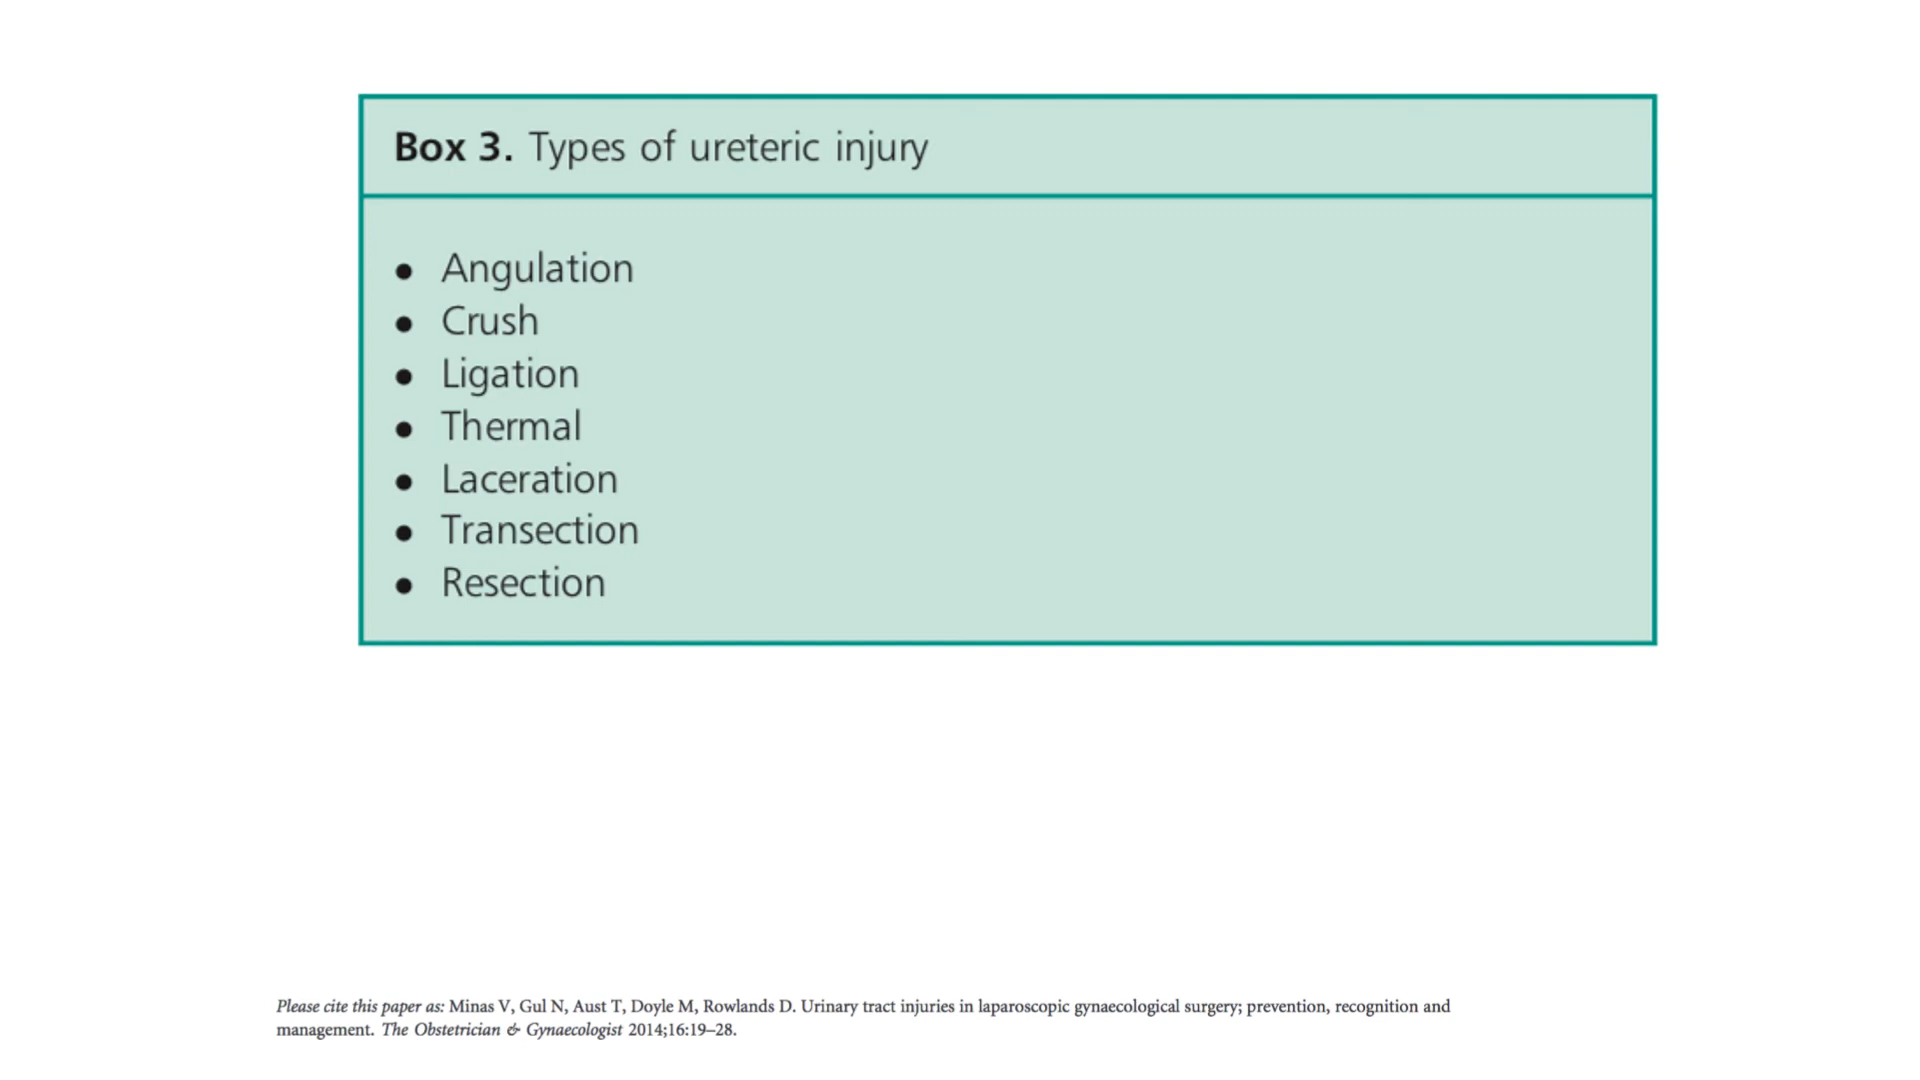 Box 3. Types of ureteric injury
● Angulation
● Crush
● Ligation
● Thermal
● Laceration
● Transection
● Resection
Please cite this paper as: Minas V, Gul N, Aust T, Doyle M, Rowlands D. Urinary tract injuries in laparoscopic gynaecological surgery; prevention, recognition and
management. The Obstetrician & Gynaecologist 2014;16:19–28.